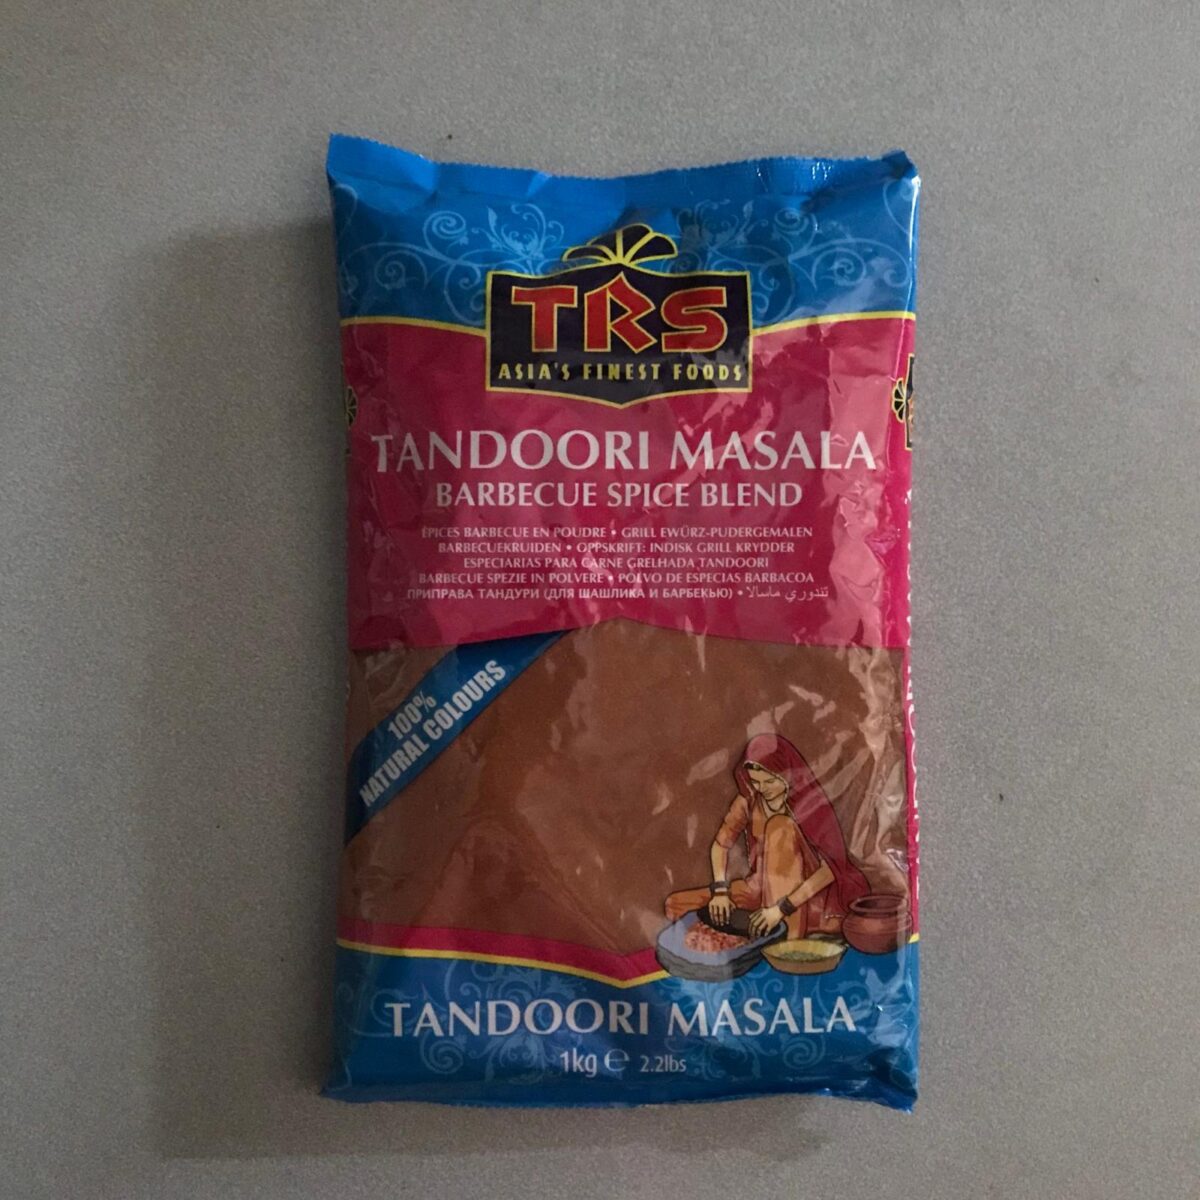 TRS
ASIA'S FINEST FOODS
TANDOORI MASALA
BARBECUE SPICE BLEND
ÉPICES BARBECUE EN POUDRE • GRILL EWÜRZ-PUDERGEMALEN
BARBECUEKRUIDEN • OPPSKRIFT: INDISK GRILL KRYDDER
ESPECIARIAS PARA CARNE GRELHADA TANDOORI
BARBECUE SPEZIE IN POLVERE • POLVO DE ESPECIAS BARBACOA
ПРИПРАВА ТАНДУРИ (ДЛЯ ШАШЛИКА И БАРБЕКЬЮ) • تندوري ماسالا
100%
NATURAL COLOURS
TANDOORI MASALA
1kg ℮ 2.2lbs